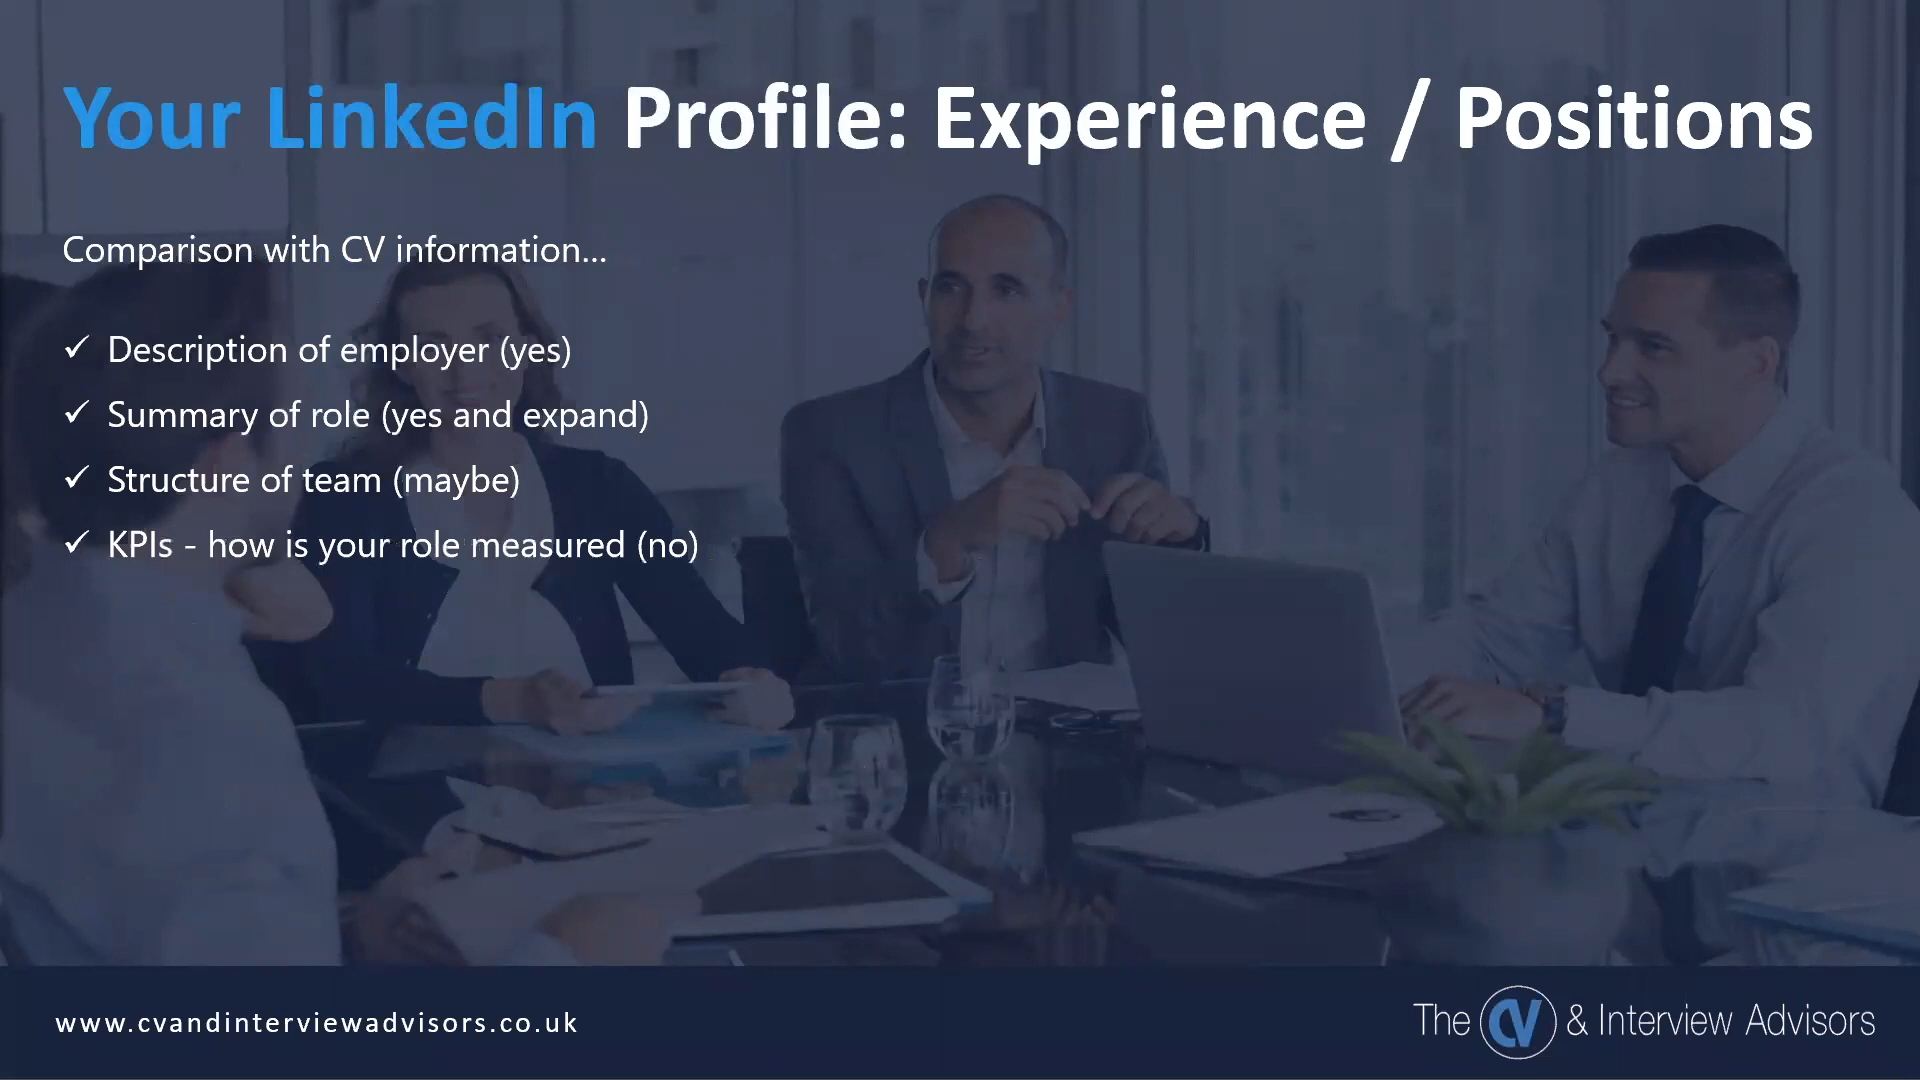 Your LinkedIn Profile: Experience / Positions
Comparison with CV information...
✓ Description of employer (yes)
✓ Summary of role (yes and expand)
✓ Structure of team (maybe)
✓ KPIs - how is your role measured (no)
www.cvandinterviewadvisors.co.uk
The CV & Interview Advisors